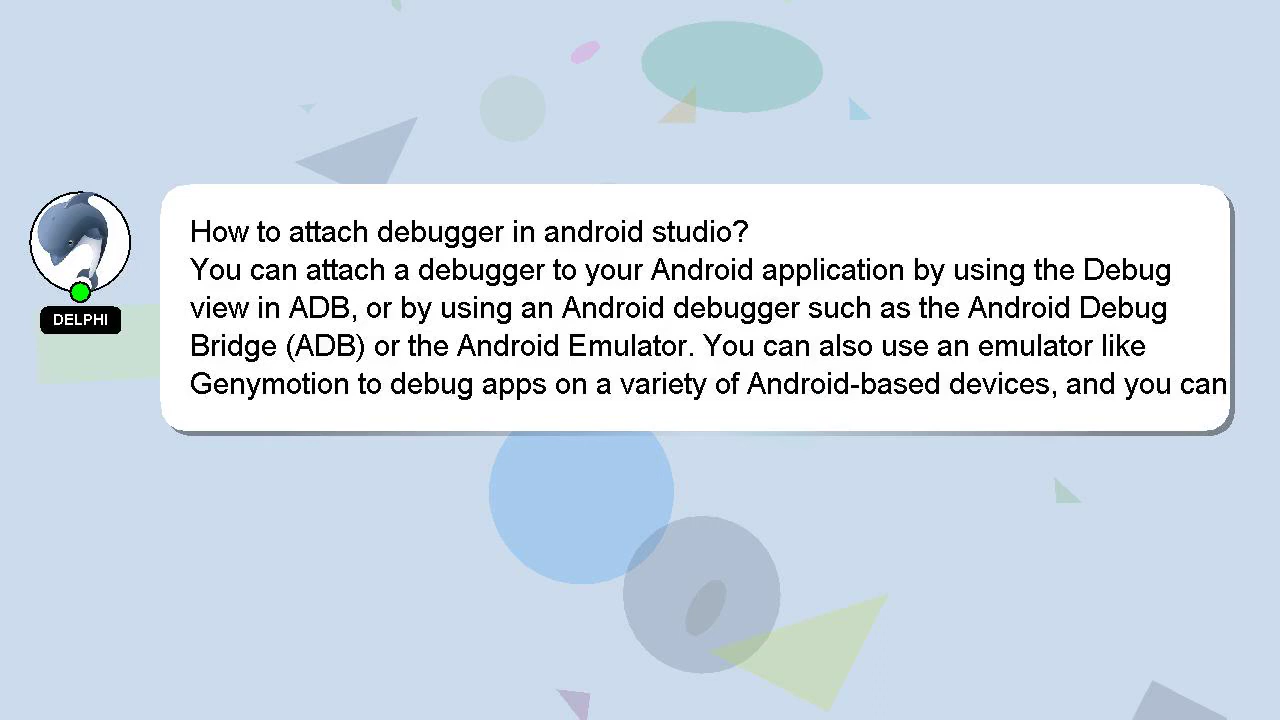 How to attach debugger in android studio?
You can attach a debugger to your Android application by using the Debug
view in ADB, or by using an Android debugger such as the Android Debug
Bridge (ADB) or the Android Emulator. You can also use an emulator like
Genymotion to debug apps on a variety of Android-based devices, and you can
DELPHI